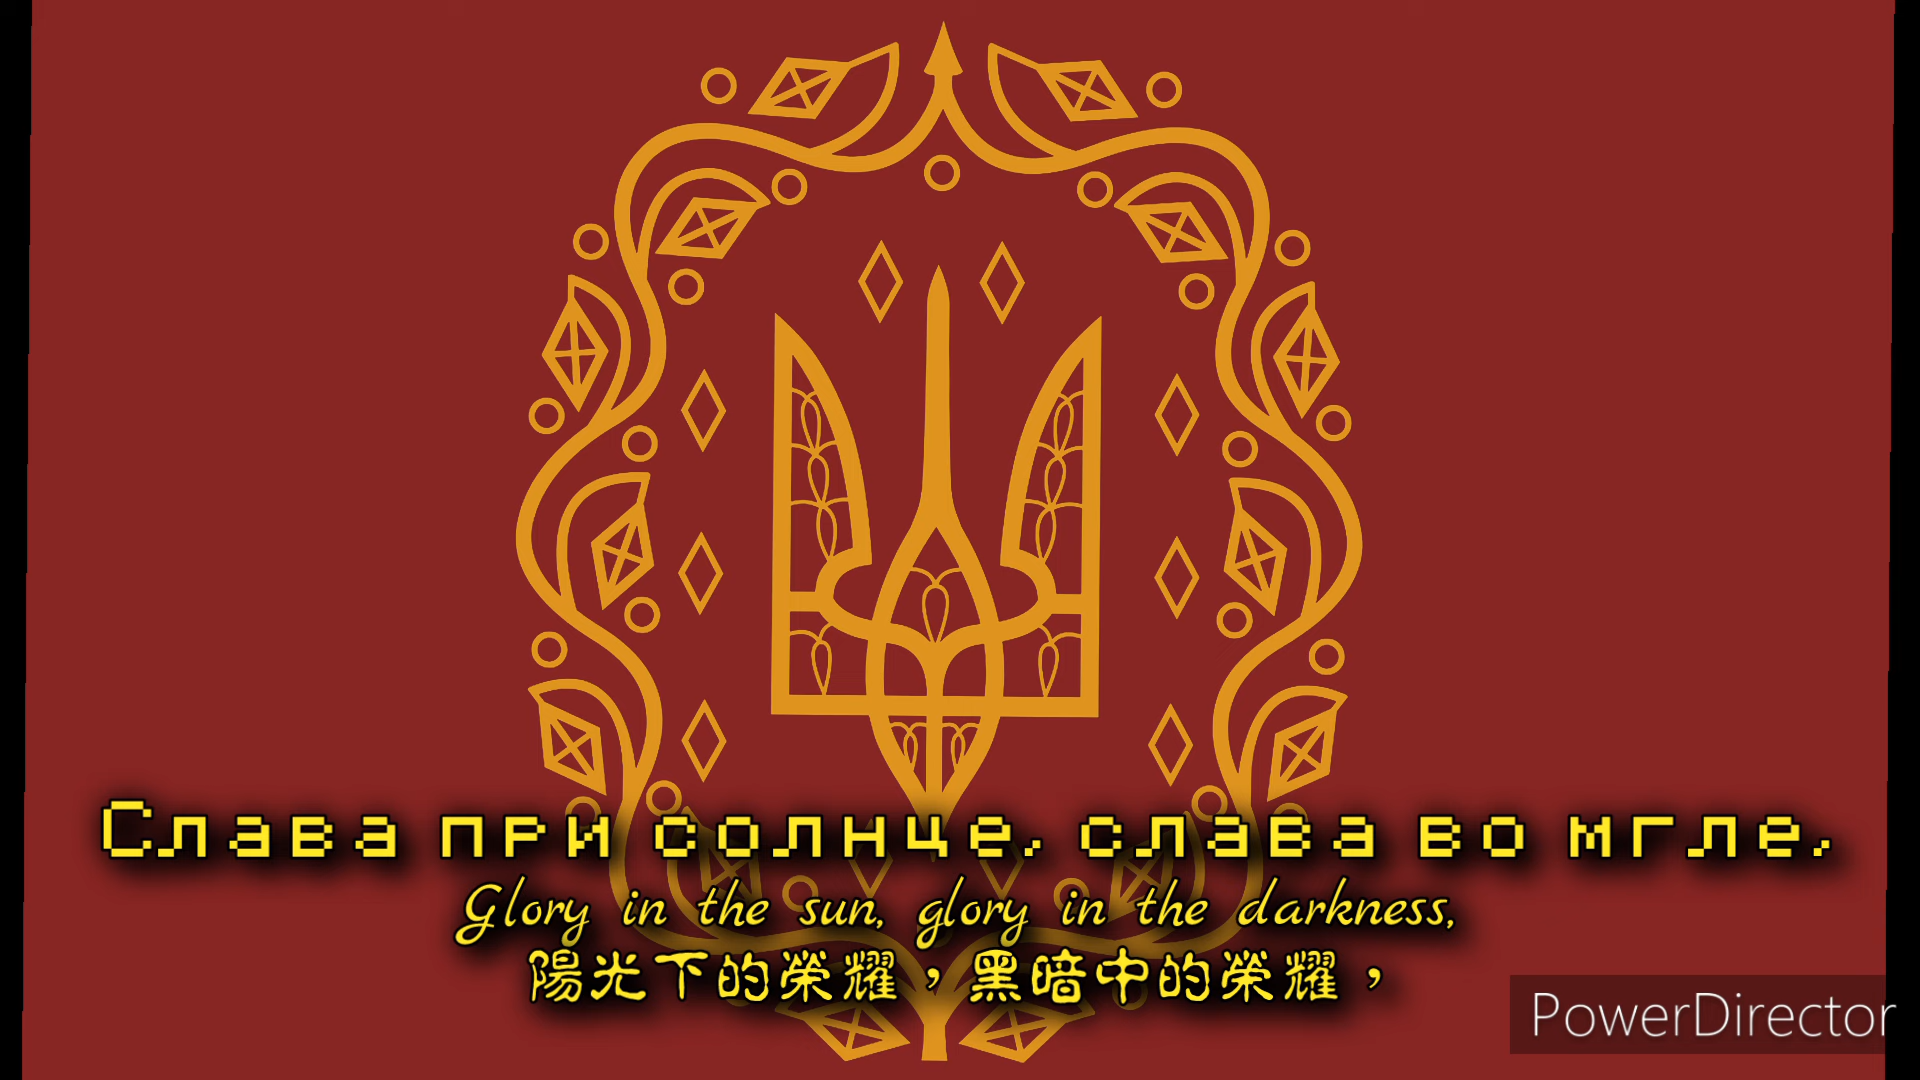 Слава при солнце, слава во мгле,
Glory in the sun, glory in the darkness,
陽光下的榮耀，黑暗中的榮耀，
PowerDirector